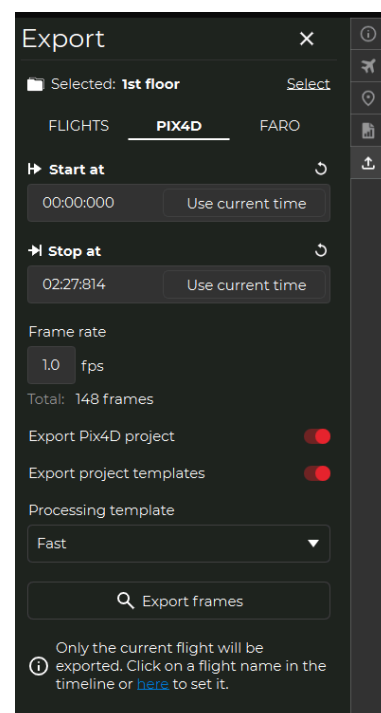 Export
Selected: 1st floor Select
FLIGHTS PIX4D FARO
Start at
00:00:000 Use current time
Stop at
02:27:814 Use current time
Frame rate
1.0 fps
Total: 148 frames
Export Pix4D project
Export project templates
Processing template
Fast
Export frames
Only the current flight will be
exported. Click on a flight name in the
timeline or here to set it.